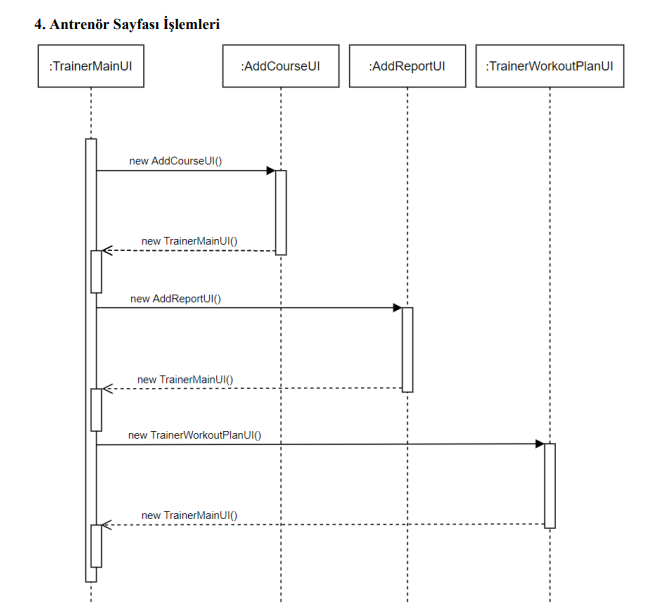 4. Antrenör Sayfası İşlemleri
:TrainerMainUI
:AddCourseUI
:AddReportUI
:TrainerWorkoutPlanUI
new AddCourseUI()
new TrainerMainUI()
new AddReportUI()
new TrainerMainUI()
new TrainerWorkoutPlanUI()
new TrainerMainUI()